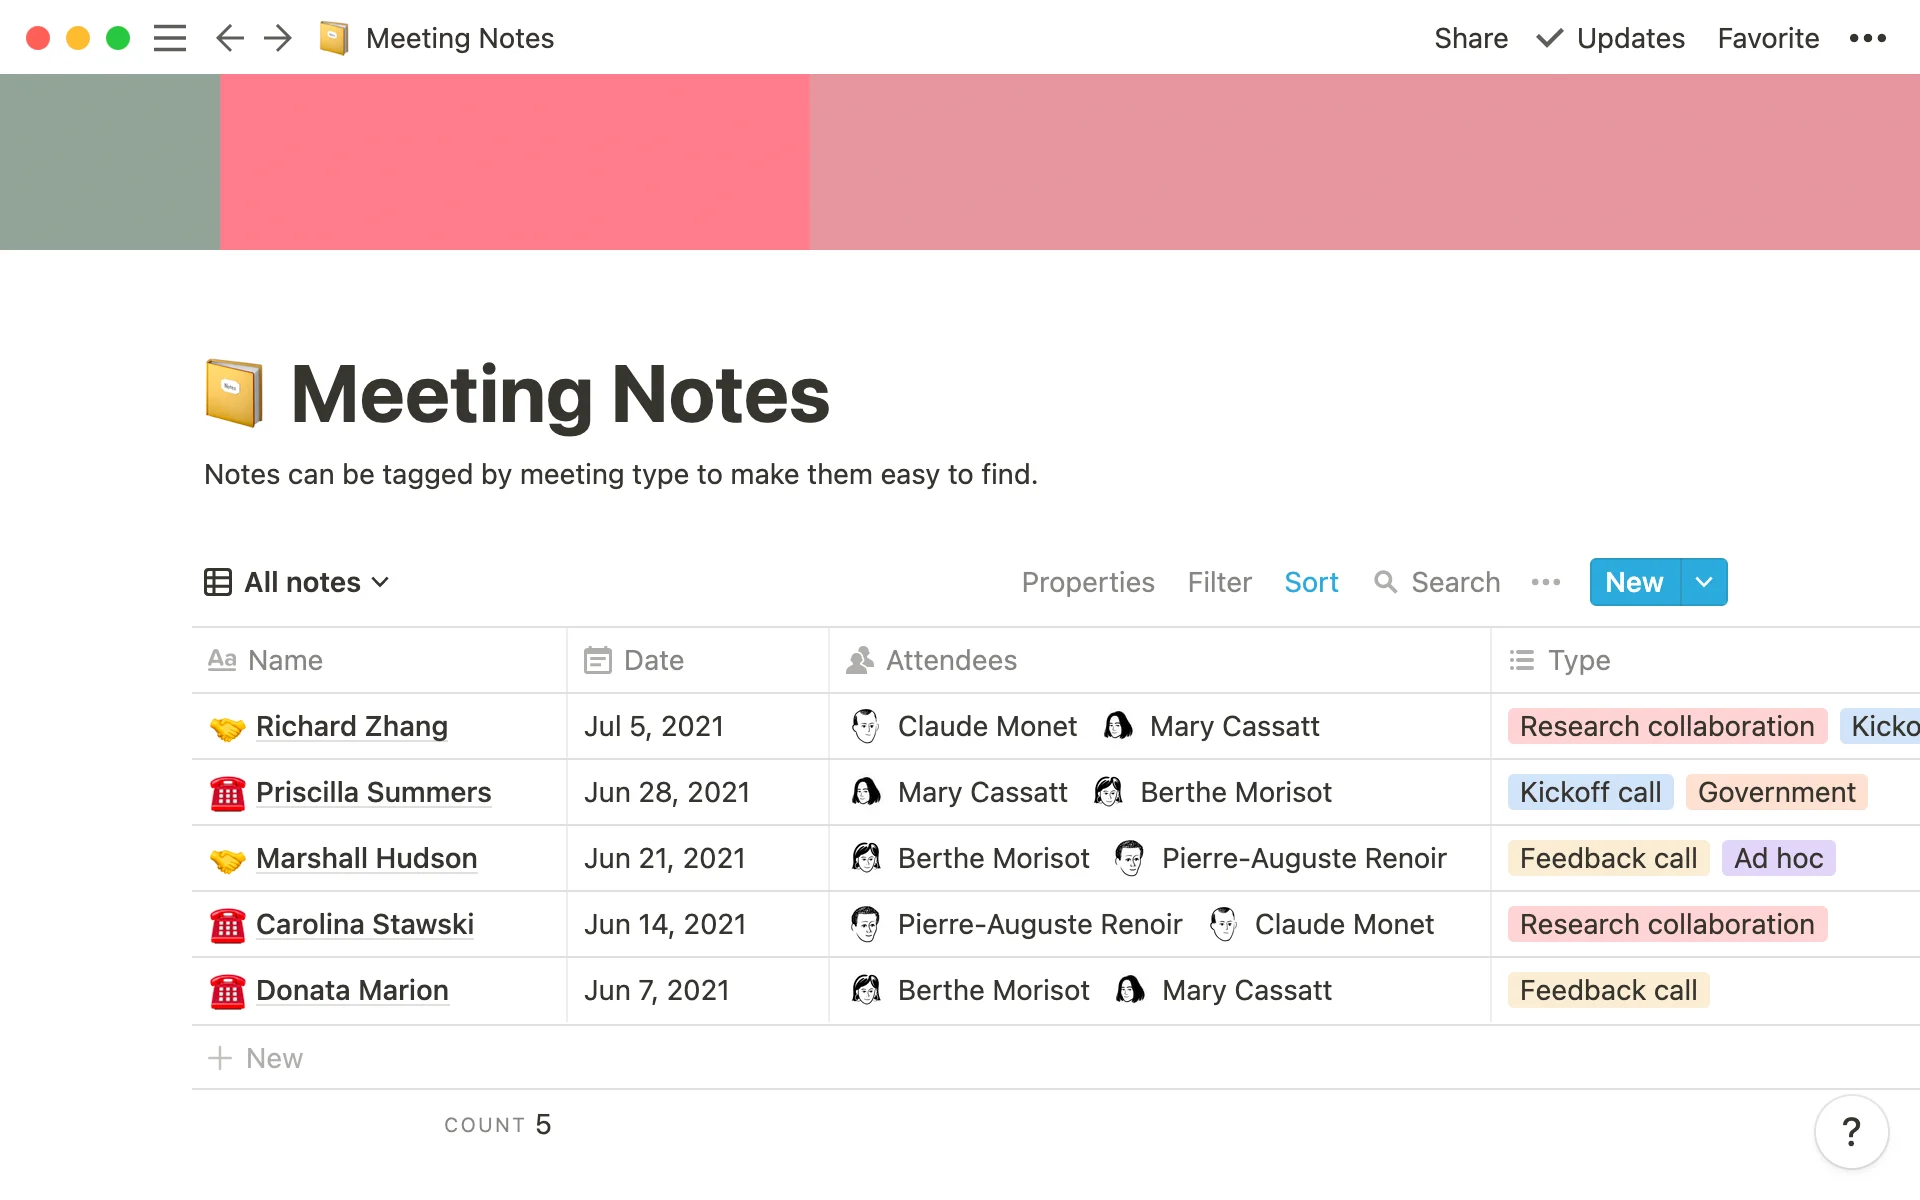 Meeting Notes
Share Updates Favorite
Meeting Notes
Notes can be tagged by meeting type to make them easy to find.
All notes Properties Filter Sort Search New
Aa Name Date Attendees Type
Richard Zhang Jul 5, 2021 Claude Monet Mary Cassatt Research collaboration Kicko
Priscilla Summers Jun 28, 2021 Mary Cassatt Berthe Morisot Kickoff call Government
Marshall Hudson Jun 21, 2021 Berthe Morisot Pierre-Auguste Renoir Feedback call Ad hoc
Carolina Stawski Jun 14, 2021 Pierre-Auguste Renoir Claude Monet Research collaboration
Donata Marion Jun 7, 2021 Berthe Morisot Mary Cassatt Feedback call
+ New
COUNT 5
?